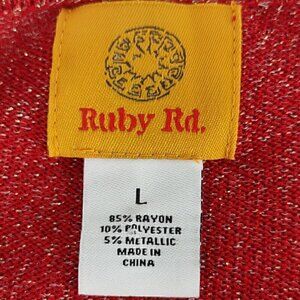 Ruby Rd.
L
85% RAYON
10% POLYESTER
5% METALLIC
MADE IN
CHINA